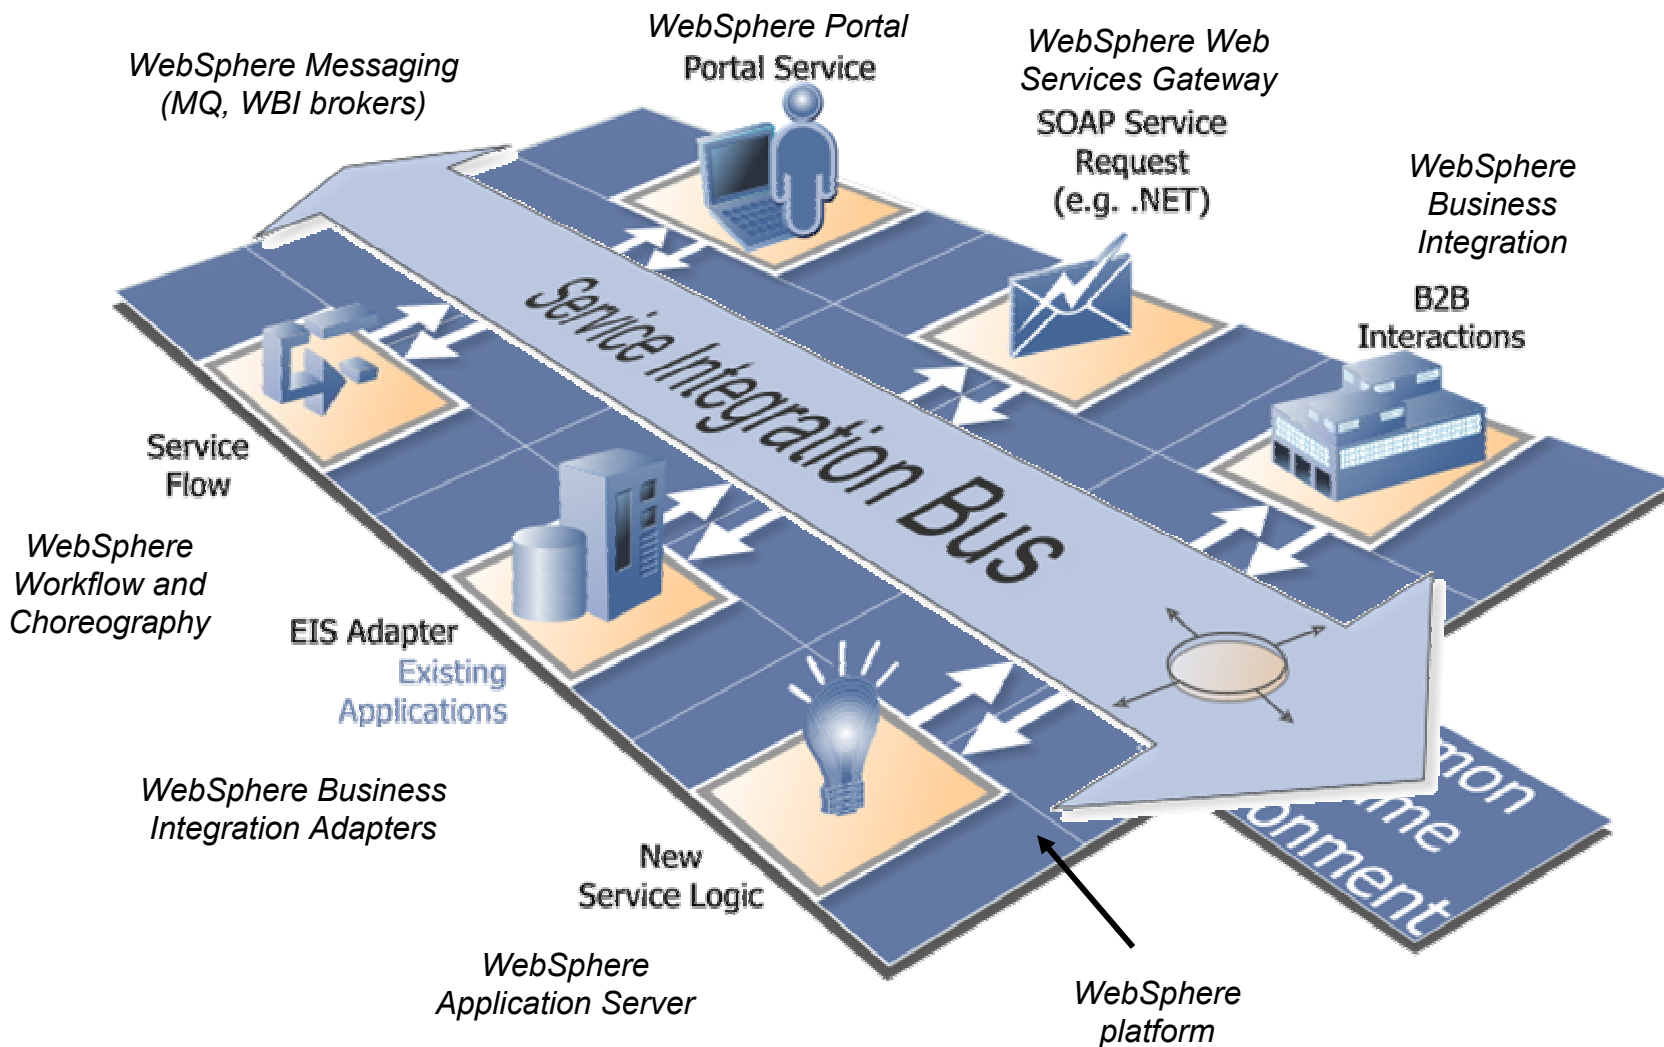 WebSphere Messaging
(MQ, WBI brokers)
WebSphere Portal
Portal Service
WebSphere Web
Services Gateway
SOAP Service
Request
(e.g. .NET)
WebSphere
Business
Integration
B2B
Interactions
Service Integration Bus
Service
Flow
WebSphere
Workflow and
Choreography
EIS Adapter
Existing
Applications
WebSphere Business
Integration Adapters
New
Service Logic
WebSphere
Application Server
WebSphere
platform